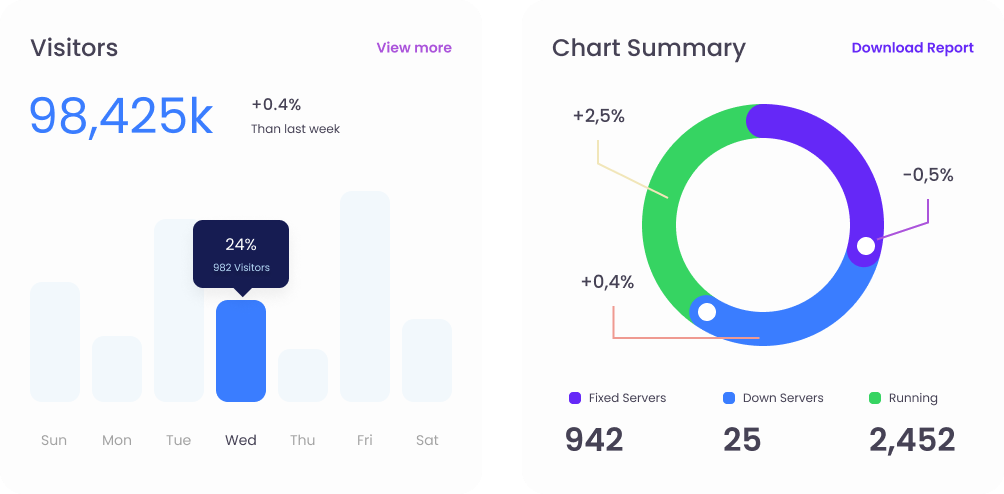 Visitors
View more
98,425k
+0.4%
Than last week
24%
982 Visitors
Sun Mon Tue Wed Thu Fri Sat
Chart Summary
Download Report
+2,5%
-0,5%
+0,4%
Fixed Servers
942
Down Servers
25
Running
2,452